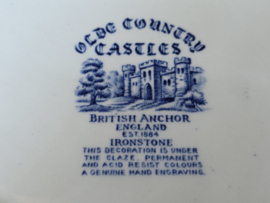 OLDE COUNTRY
CASTLES
BRITISH ANCHOR
ENGLAND
EST. 1884
IRONSTONE
THIS DECORATION IS UNDER
THE GLAZE. PERMANENT
AND ACID RESIST COLOURS
A GENUINE HAND ENGRAVING.